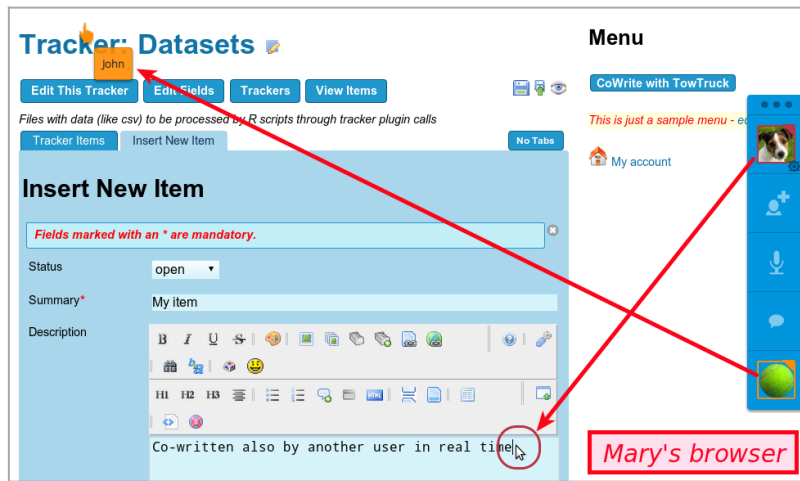 Tracker: Datasets
John
Edit This Tracker
Edit Fields
Trackers
View Items
Files with data (like csv) to be processed by R scripts through tracker plugin calls
Tracker Items
Insert New Item
No Tabs
Insert New Item
Fields marked with an * are mandatory.
Status
open
Summary*
My item
Description
B I U S
H1 H2 H3
HTML
Co-written also by another user in real time
Menu
CoWrite with TowTruck
This is just a sample menu -
My account
Mary's browser